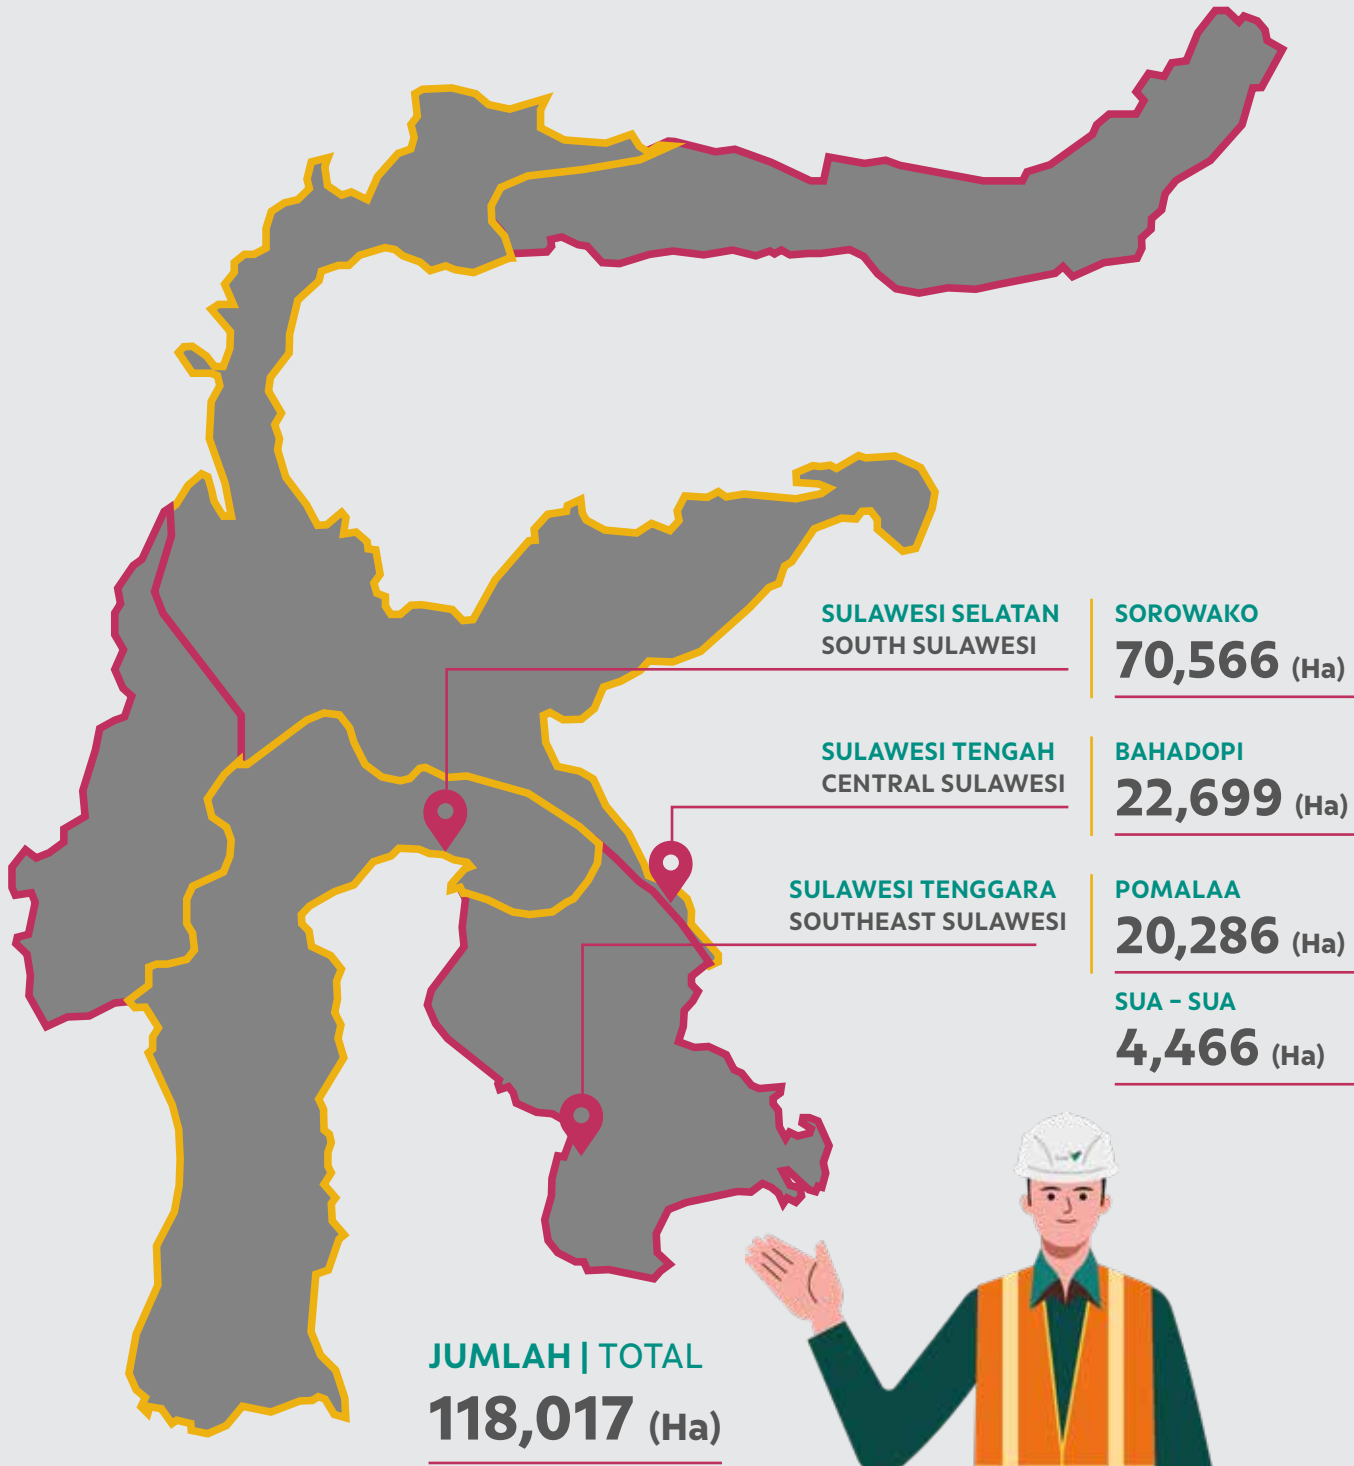 SULAWESI SELATAN
SOUTH SULAWESI
SOROWAKO
70,566 (Ha)
SULAWESI TENGAH
CENTRAL SULAWESI
BAHADOPI
22,699 (Ha)
SULAWESI TENGGARA
SOUTHEAST SULAWESI
POMALAA
20,286 (Ha)
SUA – SUA
4,466 (Ha)
JUMLAH | TOTAL
118,017 (Ha)